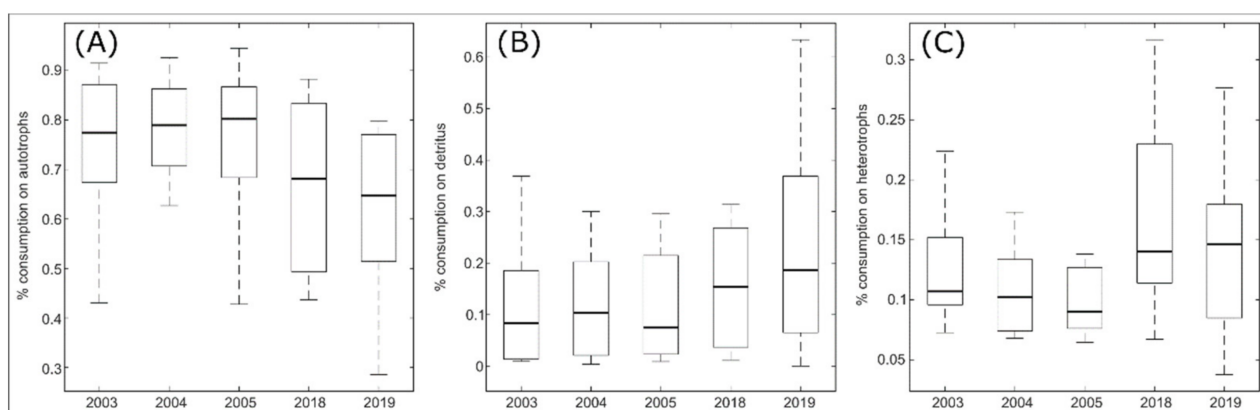 (A)
% consumption on autotrophs
0.9
0.8
0.7
0.6
0.5
0.4
0.3
2003 2004 2005 2018 2019
(B)
% consumption on detritus
0.6
0.5
0.4
0.3
0.2
0.1
0
2003 2004 2005 2018 2019
(C)
% consumption on heterotrophs
0.3
0.25
0.2
0.15
0.1
0.05
2003 2004 2005 2018 2019